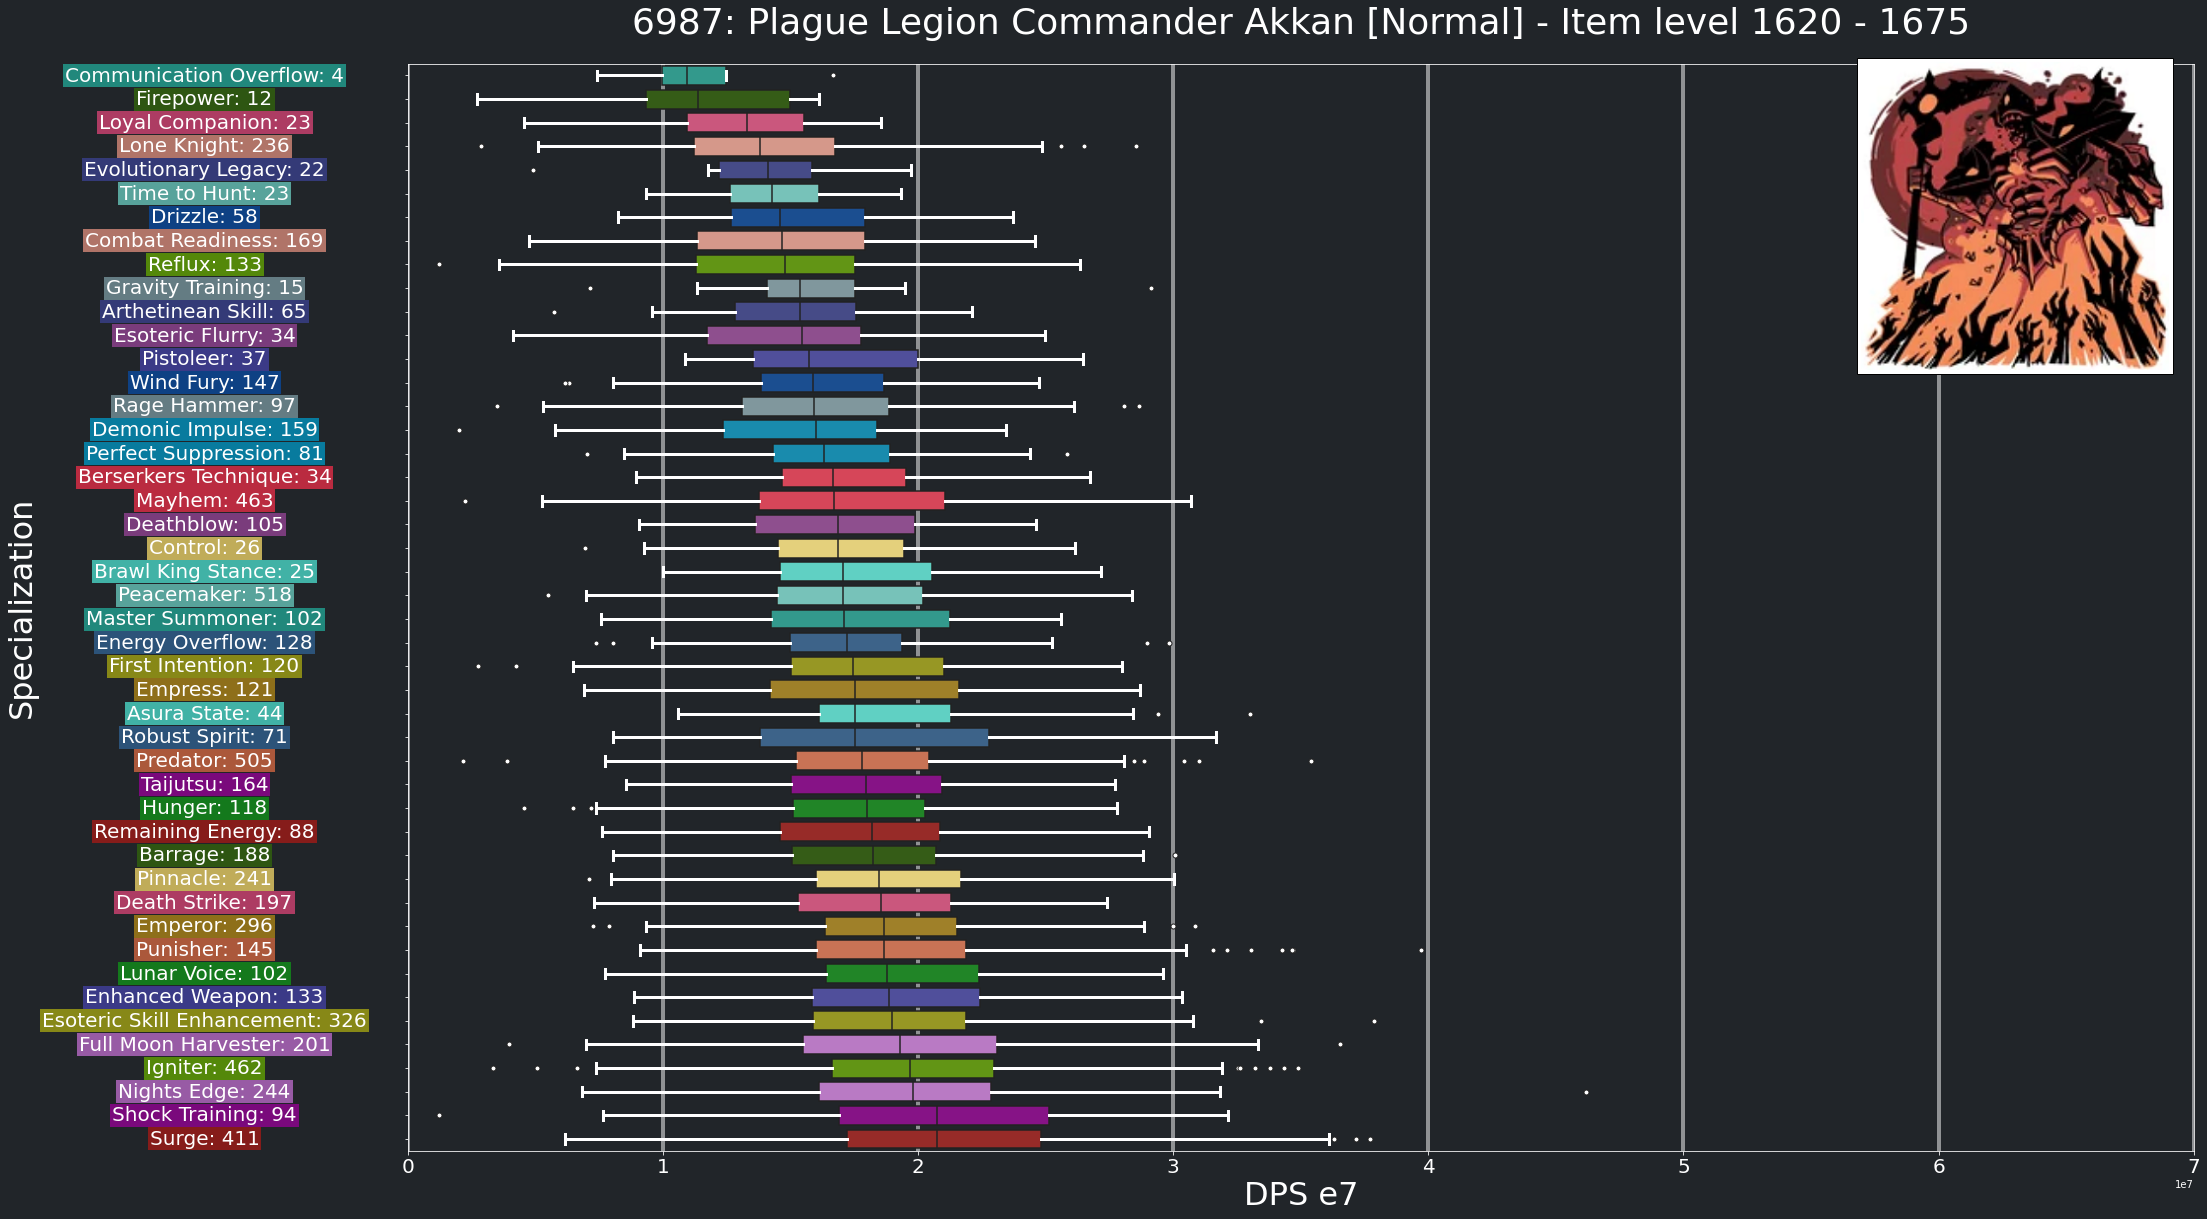 6987: Plague Legion Commander Akkan [Normal] - Item level 1620 - 1675
Communication Overflow: 4
Firepower: 12
Loyal Companion: 23
Lone Knight: 236
Evolutionary Legacy: 22
Time to Hunt: 23
Drizzle: 58
Combat Readiness: 169
Reflux: 133
Gravity Training: 15
Arthetinean Skill: 65
Esoteric Flurry: 34
Pistoleer: 37
Wind Fury: 147
Rage Hammer: 97
Demonic Impulse: 159
Perfect Suppression: 81
Berserkers Technique: 34
Mayhem: 463
Deathblow: 105
Control: 26
Brawl King Stance: 25
Peacemaker: 518
Master Summoner: 102
Energy Overflow: 128
First Intention: 120
Empress: 121
Asura State: 44
Robust Spirit: 71
Predator: 505
Taijutsu: 164
Hunger: 118
Remaining Energy: 88
Barrage: 188
Pinnacle: 241
Death Strike: 197
Emperor: 296
Punisher: 145
Lunar Voice: 102
Enhanced Weapon: 133
Esoteric Skill Enhancement: 326
Full Moon Harvester: 201
Igniter: 462
Nights Edge: 244
Shock Training: 94
Surge: 411
Specialization
0 1 2 3 4 5 6 7
DPS e7
1e7